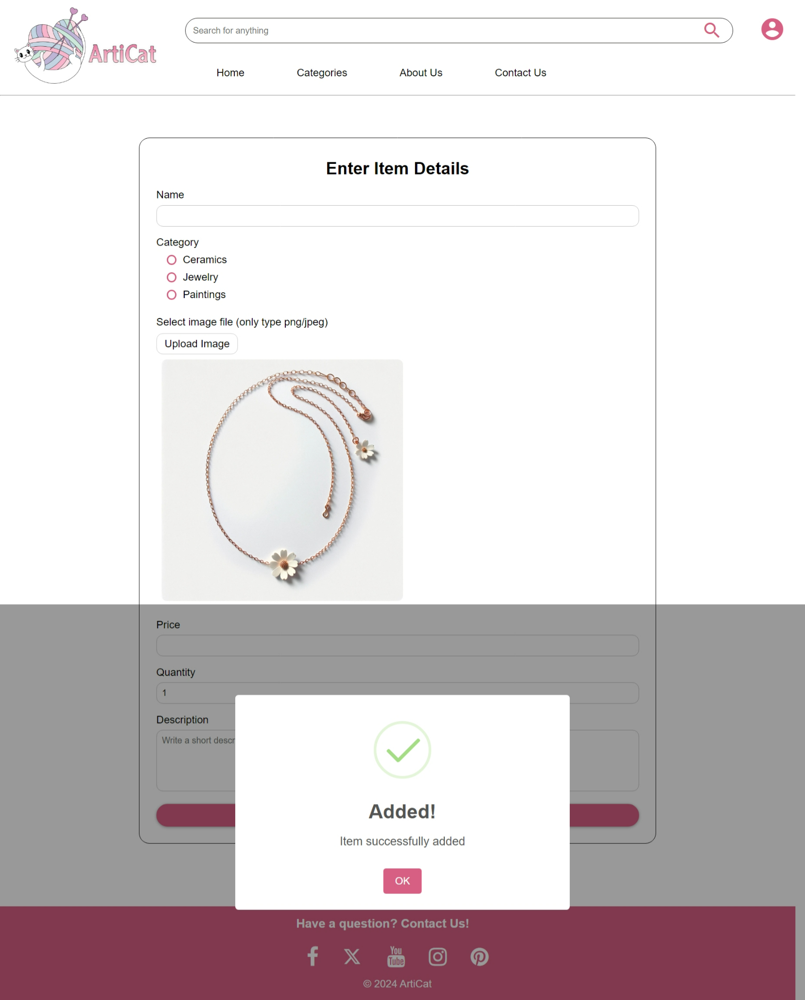 ArtiCat
Search for anything
Home Categories About Us Contact Us
Enter Item Details
Name
Category
Ceramics
Jewelry
Paintings
Select image file (only type png/jpeg)
Upload Image
Price
Quantity
1
Description
Write a short
Added!
Item successfully added
OK
Have a question? Contact Us!
You
Tube
© 2024 ArtiCat